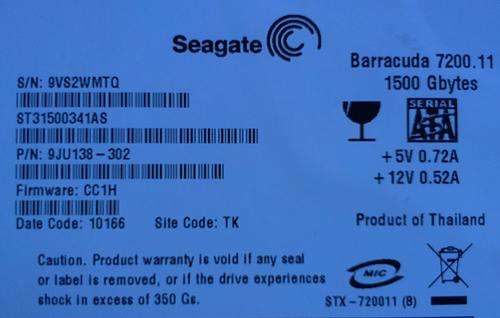 Seagate
Barracuda 7200.11
1500 Gbytes
S/N: 9VS2WMTQ
ST31500341AS
P/N: 9JU138-302
Firmware: CC1H
Date Code: 10166 Site Code: TK
SERIAL
ATA
+5V 0.72A
+12V 0.52A
Product of Thailand
Caution. Product warranty is void if any seal
or label is removed, or if the drive experiences
shock in excess of 350 Gs.
MIC
STX-720011 (B)